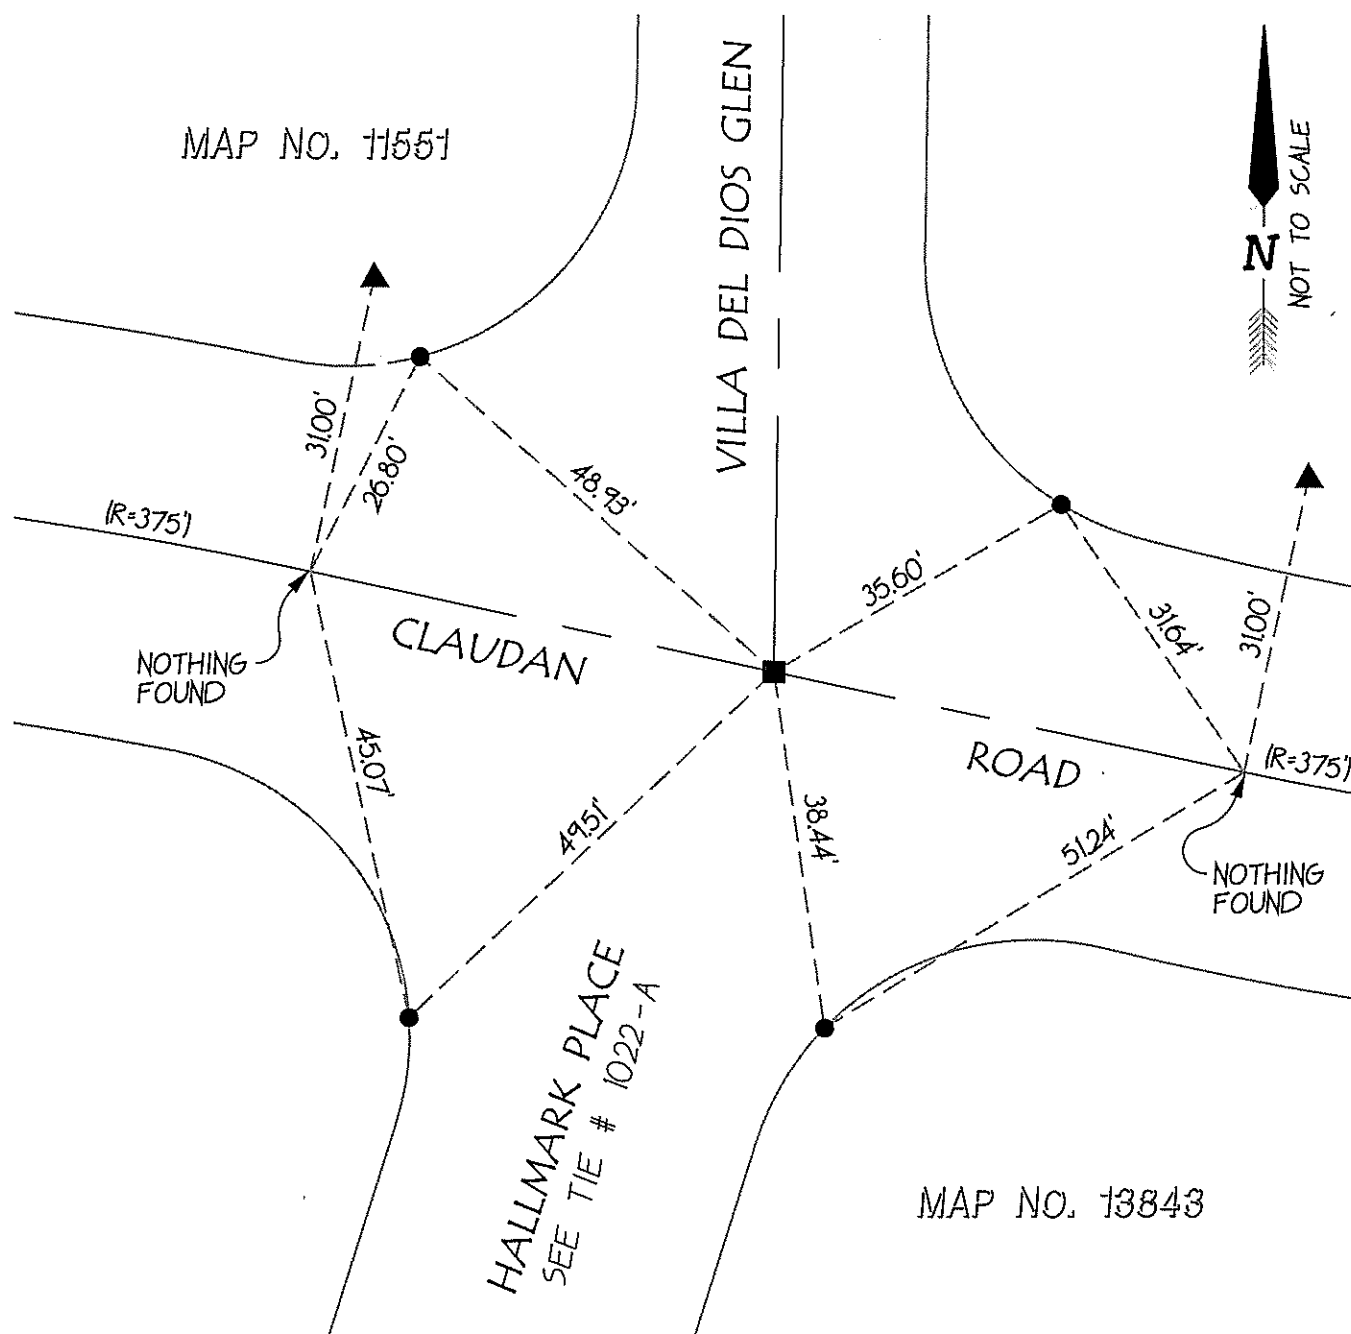 MAP NO. 11551
VILLA DEL DIOS GLEN
N
NOT TO SCALE
31.00'
26.80'
48.93'
(R=375')
35.60'
31.64'
31.00'
CLAUDAN
NOTHING
FOUND
45.07'
49.51'
38.44'
ROAD
(R=375')
51.24'
NOTHING
FOUND
HALLMARK PLACE
SEE TIE # 1022-A
MAP NO. 13843